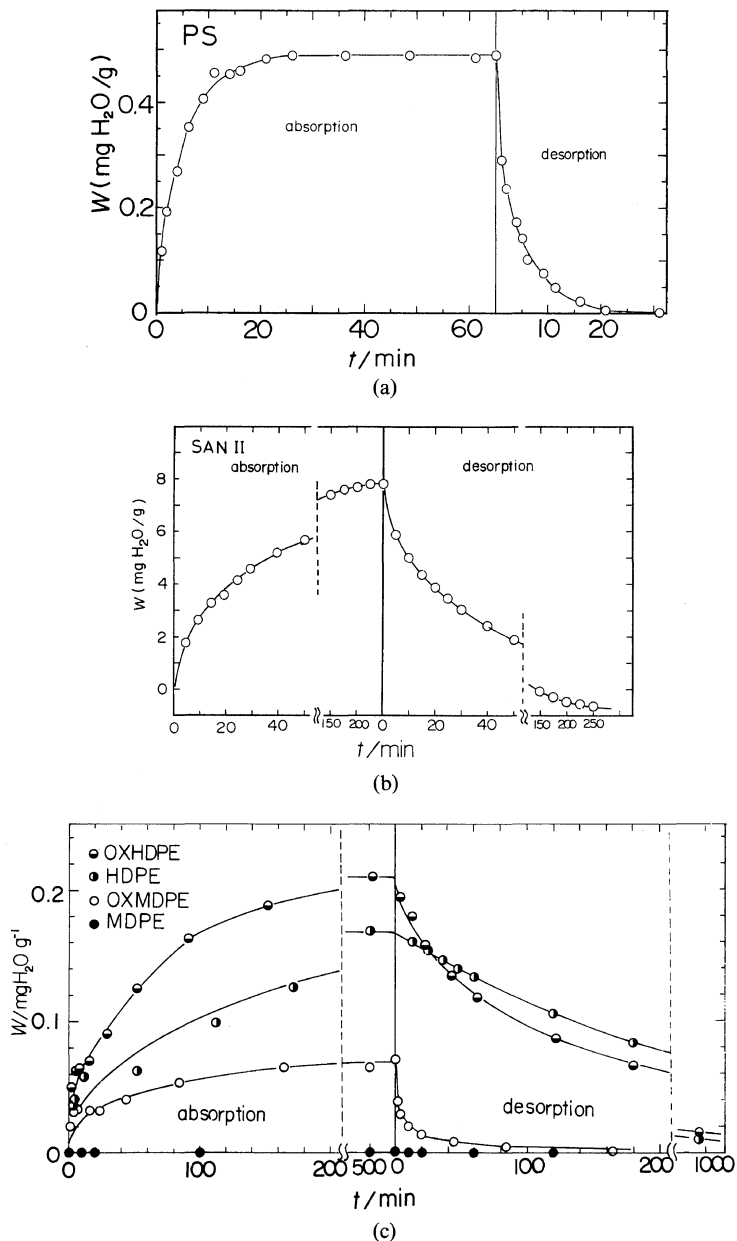 PS
W(mg H₂O/g)
0.4
0.2
0
absorption
desorption
0 20 40 60 10 30
t/min
(a)
SAN II
absorption
desorption
W(mg H₂O/g)
8
6
4
2
0
0 20 40 150 200 0 20 40 150 200 250
t/min
(b)
OXHDPE
HDPE
OXMDPE
MDPE
W/mgH₂O g⁻¹
0.2
0.1
0
absorption
desorption
0 100 200 500 0 100 200 1000
t/min
(c)